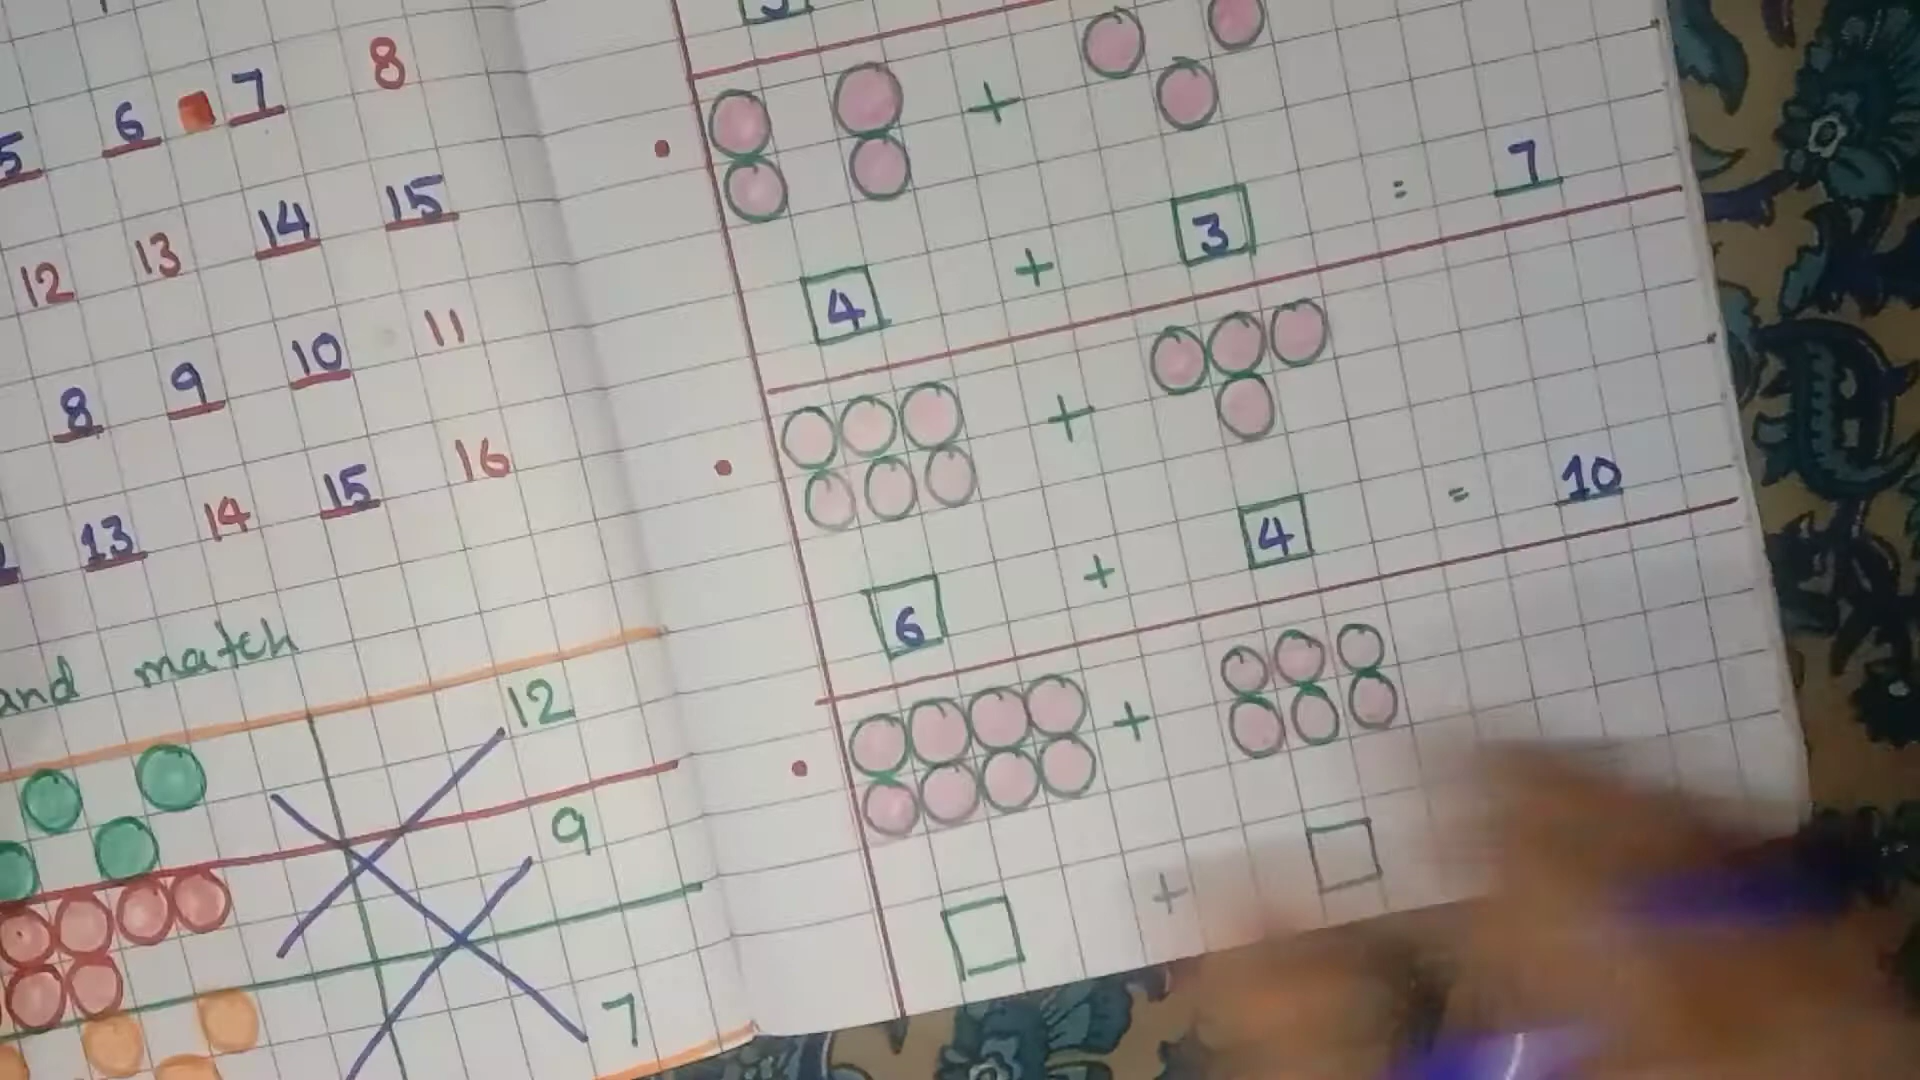 5 6 7 8
12 13 14 15
8 9 10 11
13 14 15 16
and match
12
9
7
+
4 + 3 = 7
+
6 + 4 = 10
+
+